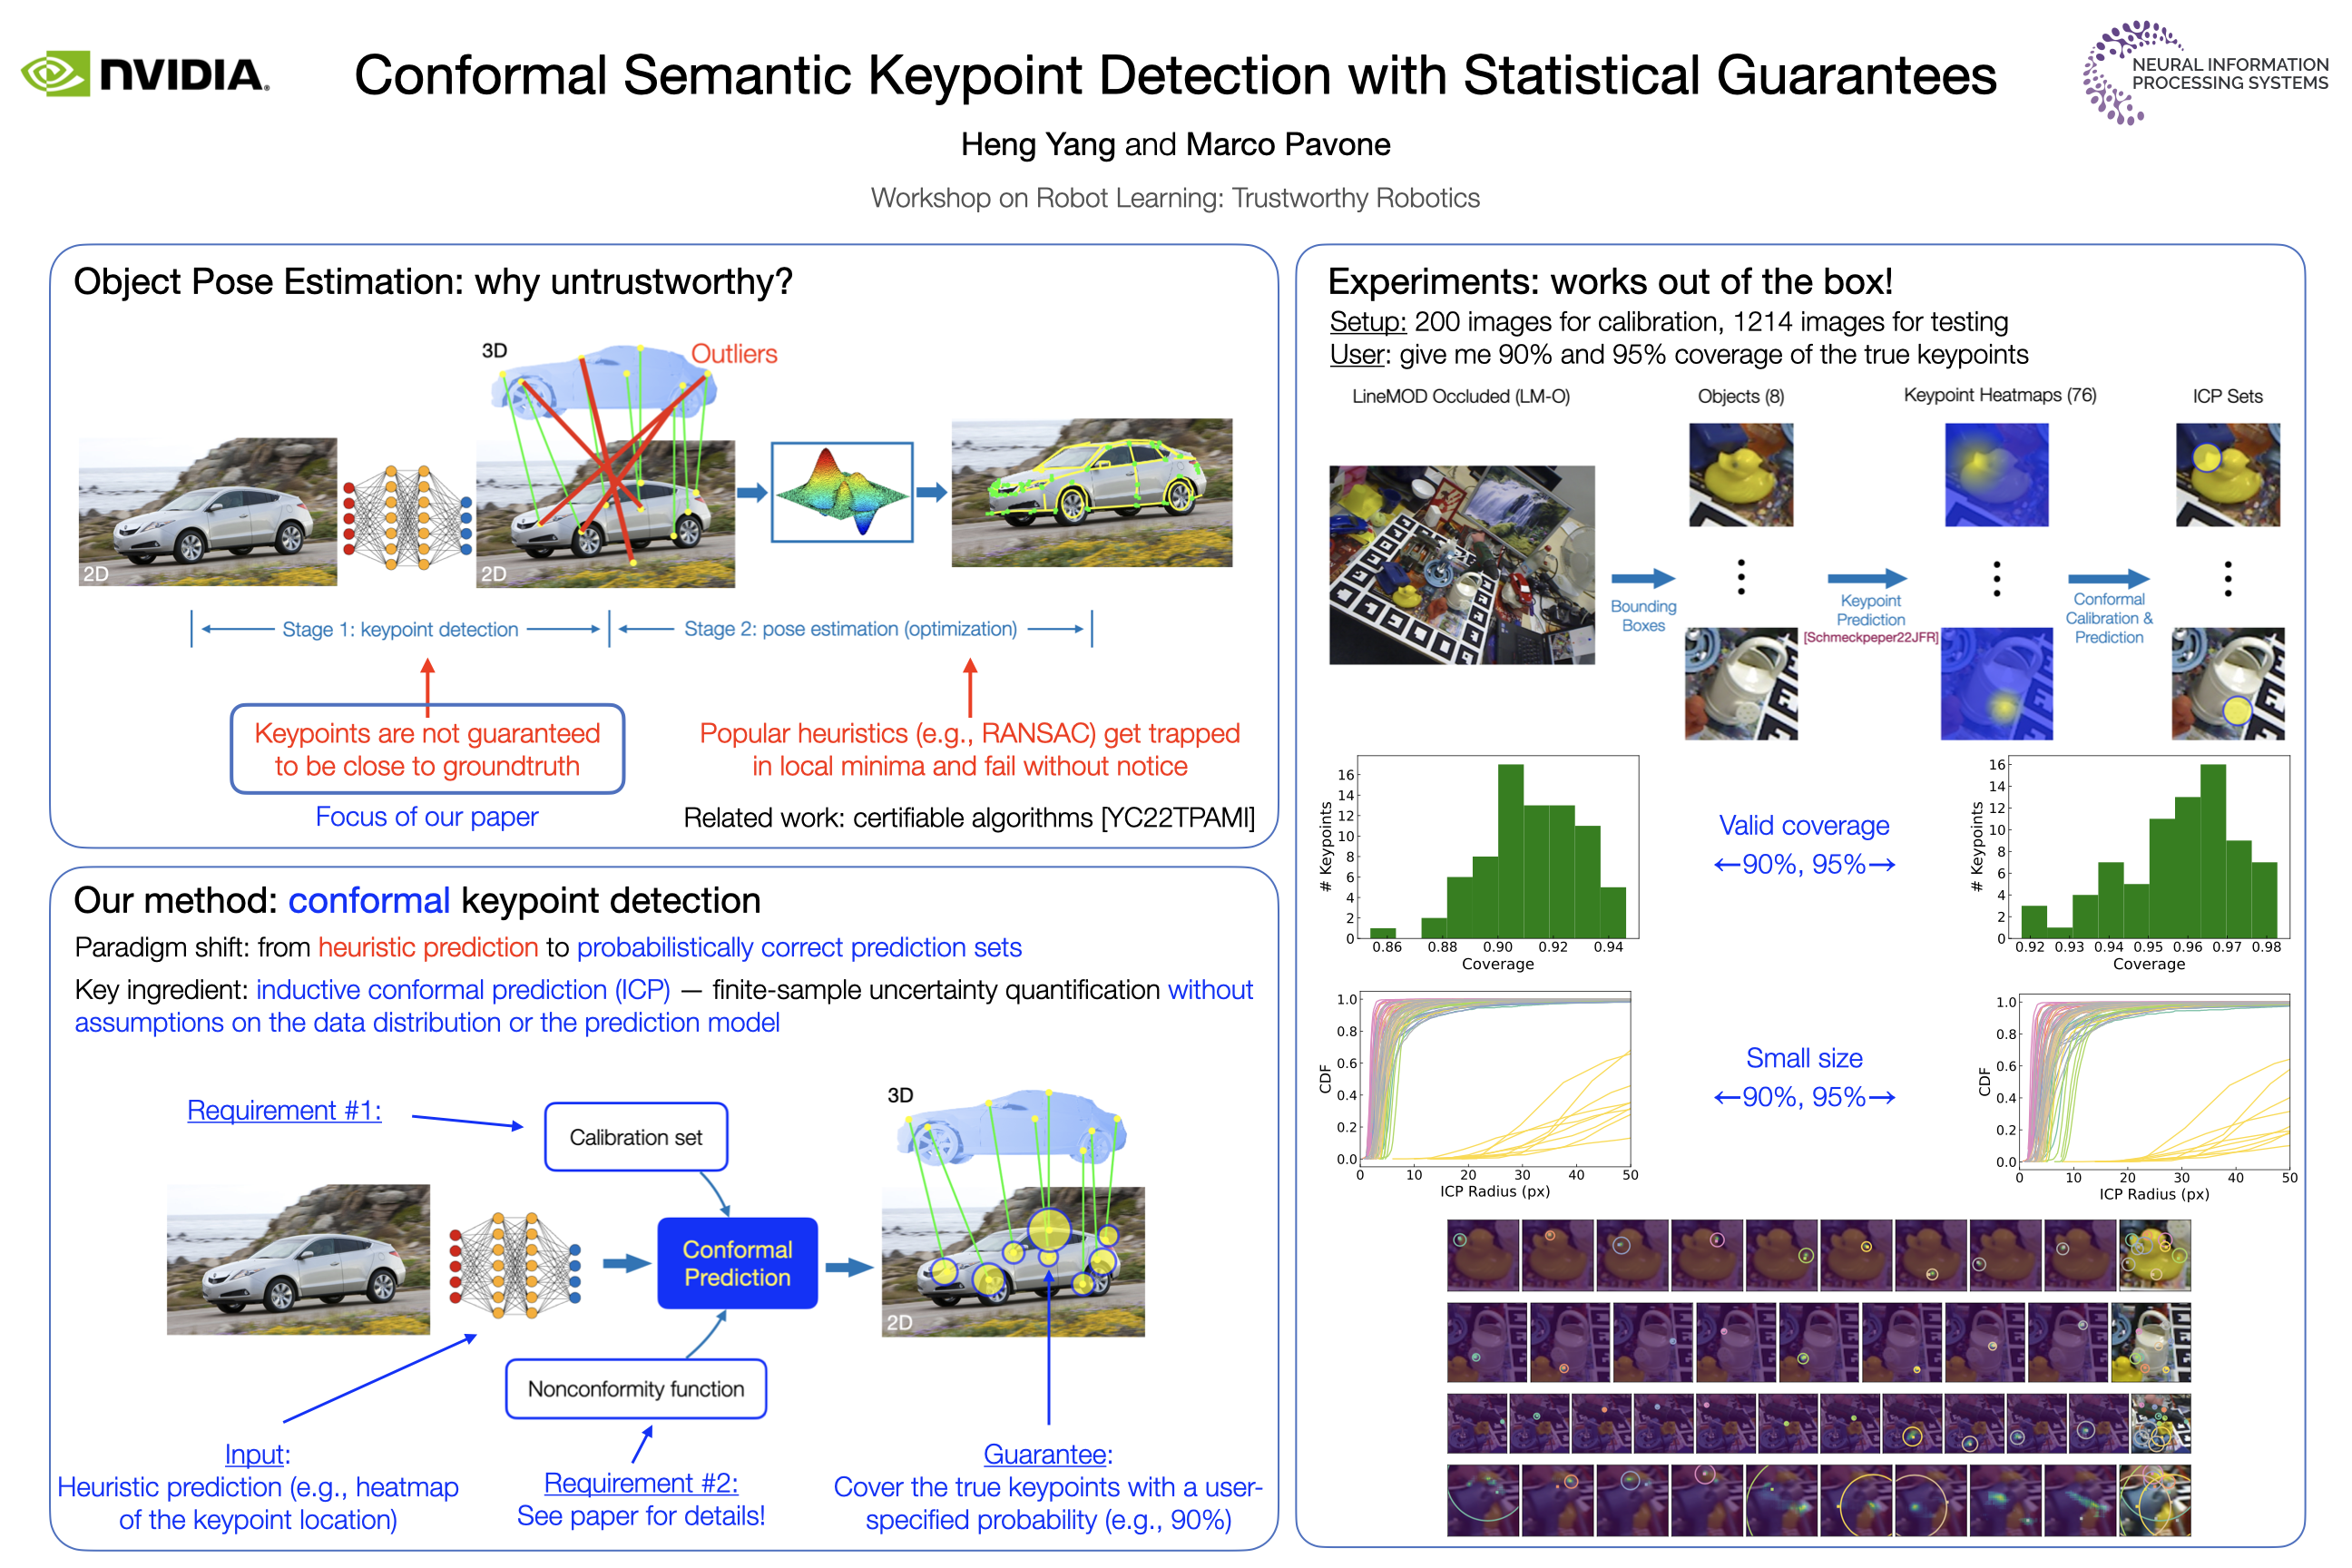 NVIDIA.
Conformal Semantic Keypoint Detection with Statistical Guarantees
NEURAL INFORMATION
PROCESSING SYSTEMS
Heng Yang and Marco Pavone
Workshop on Robot Learning: Trustworthy Robotics
Object Pose Estimation: why untrustworthy?
3D
Outliers
2D
2D
Stage 1: keypoint detection
Stage 2: pose estimation (optimization)
Keypoints are not guaranteed
to be close to groundtruth
Focus of our paper
Popular heuristics (e.g., RANSAC) get trapped
in local minima and fail without notice
Related work: certifiable algorithms [YC22TPAMI]
Our method: conformal keypoint detection
Paradigm shift: from heuristic prediction to probabilistically correct prediction sets
Key ingredient: inductive conformal prediction (ICP) — finite-sample uncertainty quantification without
assumptions on the data distribution or the prediction model
Requirement #1:
Calibration set
3D
Conformal
Prediction
2D
Nonconformity function
Input:
Heuristic prediction (e.g., heatmap
of the keypoint location)
Requirement #2:
See paper for details!
Guarantee:
Cover the true keypoints with a user-
specified probability (e.g., 90%)
Experiments: works out of the box!
Setup: 200 images for calibration, 1214 images for testing
User: give me 90% and 95% coverage of the true keypoints
LineMOD Occluded (LM-O)
Objects (8)
Keypoint Heatmaps (76)
ICP Sets
Bounding
Boxes
Keypoint
Prediction
[Schmeckpeper22JFR]
Conformal
Calibration &
Prediction
# Keypoints
16
14
12
10
8
6
4
2
0
0.86 0.88 0.90 0.92 0.94
Coverage
Valid coverage
←90%, 95%→
# Keypoints
16
14
12
10
8
6
4
2
0
0.92 0.93 0.94 0.95 0.96 0.97 0.98
Coverage
CDF
1.0
0.8
0.6
0.4
0.2
0.0
0 10 20 30 40 50
ICP Radius (px)
Small size
←90%, 95%→
CDF
1.0
0.8
0.6
0.4
0.2
0.0
0 10 20 30 40 50
ICP Radius (px)